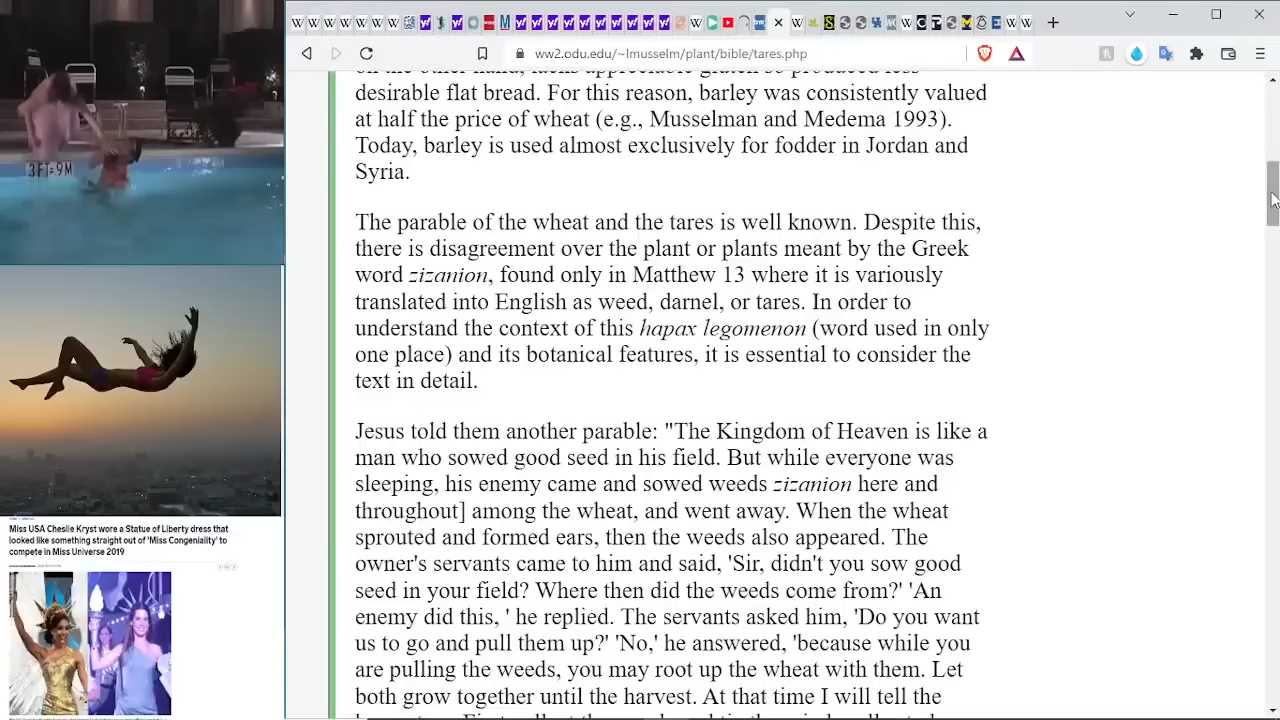 3 FT=.9M
Miss USA Cheslie Kryst wore a Statue of Liberty dress that
looked like something straight out of 'Miss Congeniality' to
compete in Miss Universe 2019
ww2.odu.edu/~lmusselm/plant/bible/tares.php
on the other hand, lacks appreciable gluten so produced less
desirable flat bread. For this reason, barley was consistently valued
at half the price of wheat (e.g., Musselman and Medema 1993).
Today, barley is used almost exclusively for fodder in Jordan and
Syria.
The parable of the wheat and the tares is well known. Despite this,
there is disagreement over the plant or plants meant by the Greek
word zizanion, found only in Matthew 13 where it is variously
translated into English as weed, darnel, or tares. In order to
understand the context of this hapax legomenon (word used in only
one place) and its botanical features, it is essential to consider the
text in detail.
Jesus told them another parable: "The Kingdom of Heaven is like a
man who sowed good seed in his field. But while everyone was
sleeping, his enemy came and sowed weeds zizanion here and
throughout] among the wheat, and went away. When the wheat
sprouted and formed ears, then the weeds also appeared. The
owner's servants came to him and said, 'Sir, didn't you sow good
seed in your field? Where then did the weeds come from?' 'An
enemy did this, ' he replied. The servants asked him, 'Do you want
us to go and pull them up?' 'No,' he answered, 'because while you
are pulling the weeds, you may root up the wheat with them. Let
both grow together until the harvest. At that time I will tell the